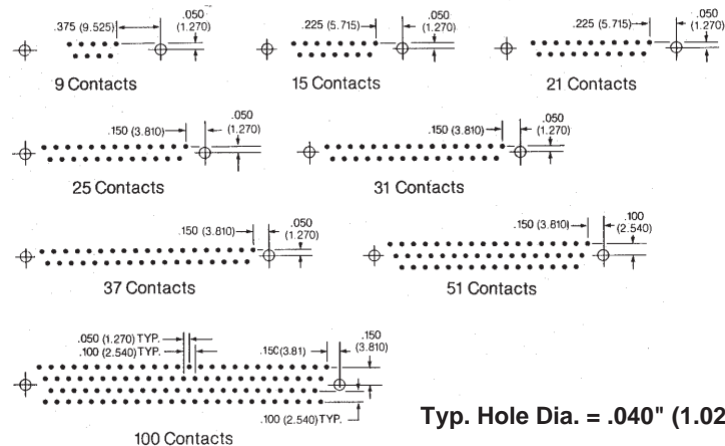 .375 (9.525)
.050
(1.270)
9 Contacts
.225 (5.715)
.050
(1.270)
15 Contacts
.225 (5.715)
.050
(1.270)
21 Contacts
.150 (3.810)
.050
(1.270)
25 Contacts
.150 (3.810)
.050
(1.270)
31 Contacts
.150 (3.810)
.050
(1.270)
37 Contacts
.150 (3.810)
.100
(2.540)
51 Contacts
.050 (1.270) TYP.
.100 (2.540) TYP.
.150(3.81)
.150
(3.810)
.100 (2.540) TYP.
100 Contacts
Typ. Hole Dia. = .040" (1.02